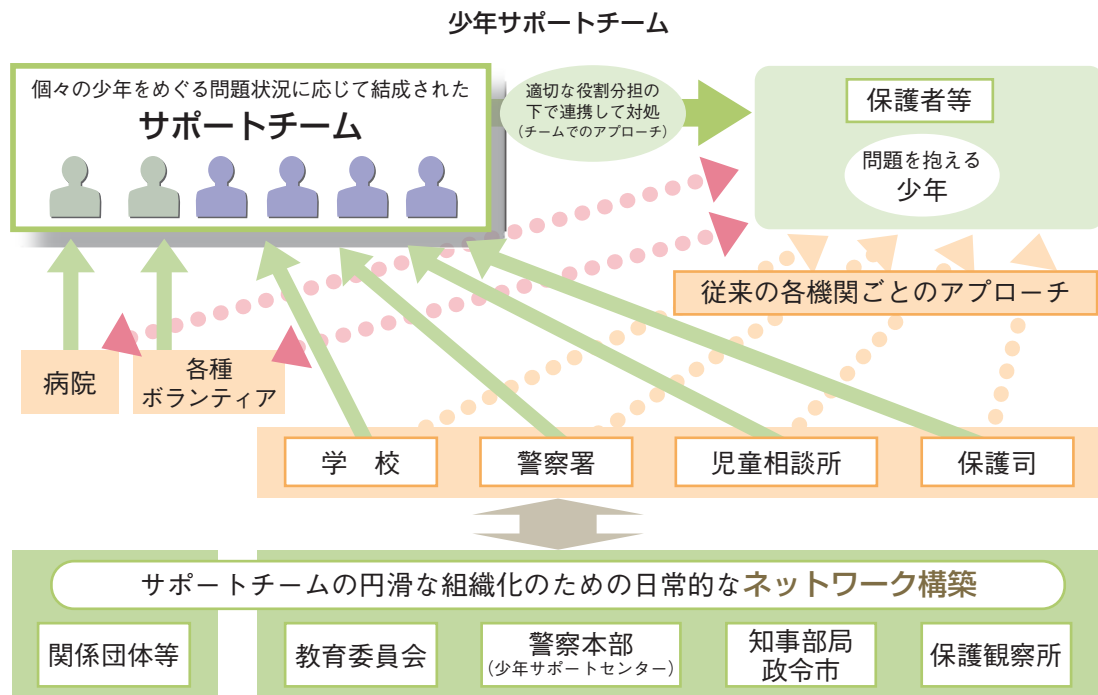 少年サポートチーム
個々の少年をめぐる問題状況に応じて結成された
サポートチーム
適切な役割分担の
下で連携して対処
（チームでのアプローチ）
保護者等
問題を抱える
少年
従来の各機関ごとのアプローチ
病院
各種
ボランティア
学　校
警察署
児童相談所
保護司
サポートチームの円滑な組織化のための日常的なネットワーク構築
関係団体等
教育委員会
警察本部
（少年サポートセンター）
知事部局
政令市
保護観察所